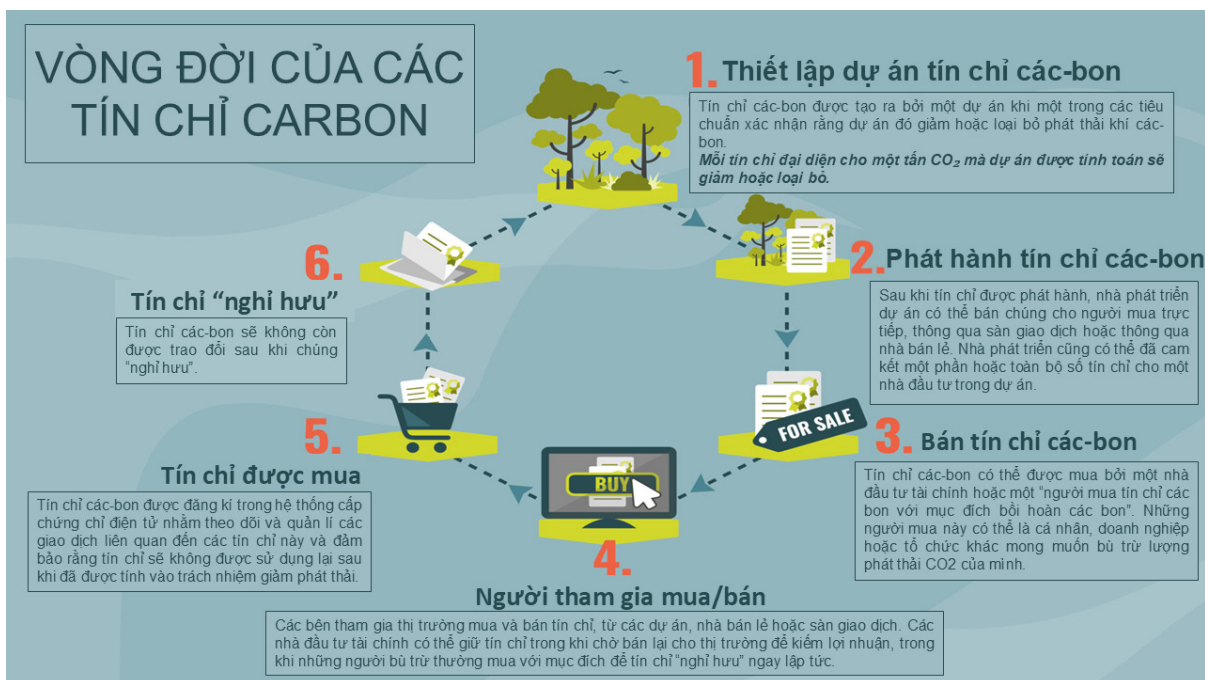 VÒNG ĐỜI CỦA CÁC
TÍN CHỈ CARBON
1. Thiết lập dự án tín chỉ các-bon
Tín chỉ các-bon được tạo ra bởi một dự án khi một trong các tiêu
chuẩn xác nhận rằng dự án đó giảm hoặc loại bỏ phát thải khí các-
bon.
Mỗi tín chỉ đại diện cho một tấn CO₂ mà dự án được tính toán sẽ
giảm hoặc loại bỏ.
2. Phát hành tín chỉ các-bon
Sau khi tín chỉ được phát hành, nhà phát triển
dự án có thể bán chúng cho người mua trực
tiếp, thông qua sàn giao dịch hoặc thông qua
nhà bán lẻ. Nhà phát triển cũng có thể đã cam
kết một phần hoặc toàn bộ số tín chỉ cho một
nhà đầu tư trong dự án.
FOR SALE
3. Bán tín chỉ các-bon
Tín chỉ các-bon có thể được mua bởi một nhà
đầu tư tài chính hoặc một “người mua tín chỉ các
bon với mục đích bồi hoàn các bon”. Những
người mua này có thể là cá nhân, doanh nghiệp
hoặc tổ chức khác mong muốn bù trừ lượng
phát thải CO2 của mình.
BUY
4.
Người tham gia mua/bán
Các bên tham gia thị trường mua và bán tín chỉ, từ các dự án, nhà bán lẻ hoặc sàn giao dịch. Các
nhà đầu tư tài chính có thể giữ tín chỉ trong khi chờ bán lại cho thị trường để kiếm lợi nhuận, trong
khi những người bù trừ thường mua với mục đích để tín chỉ “nghỉ hưu” ngay lập tức.
5.
Tín chỉ được mua
Tín chỉ các-bon được đăng kí trong hệ thống cấp
chứng chỉ điện tử nhằm theo dõi và quản lí các
giao dịch liên quan đến các tín chỉ này và đảm
bảo rằng tín chỉ sẽ không được sử dụng lại sau
khi đã được tính vào trách nhiệm giảm phát thải.
6.
Tín chỉ “nghỉ hưu”
Tín chỉ các-bon sẽ không còn
được trao đổi sau khi chúng
“nghỉ hưu”.